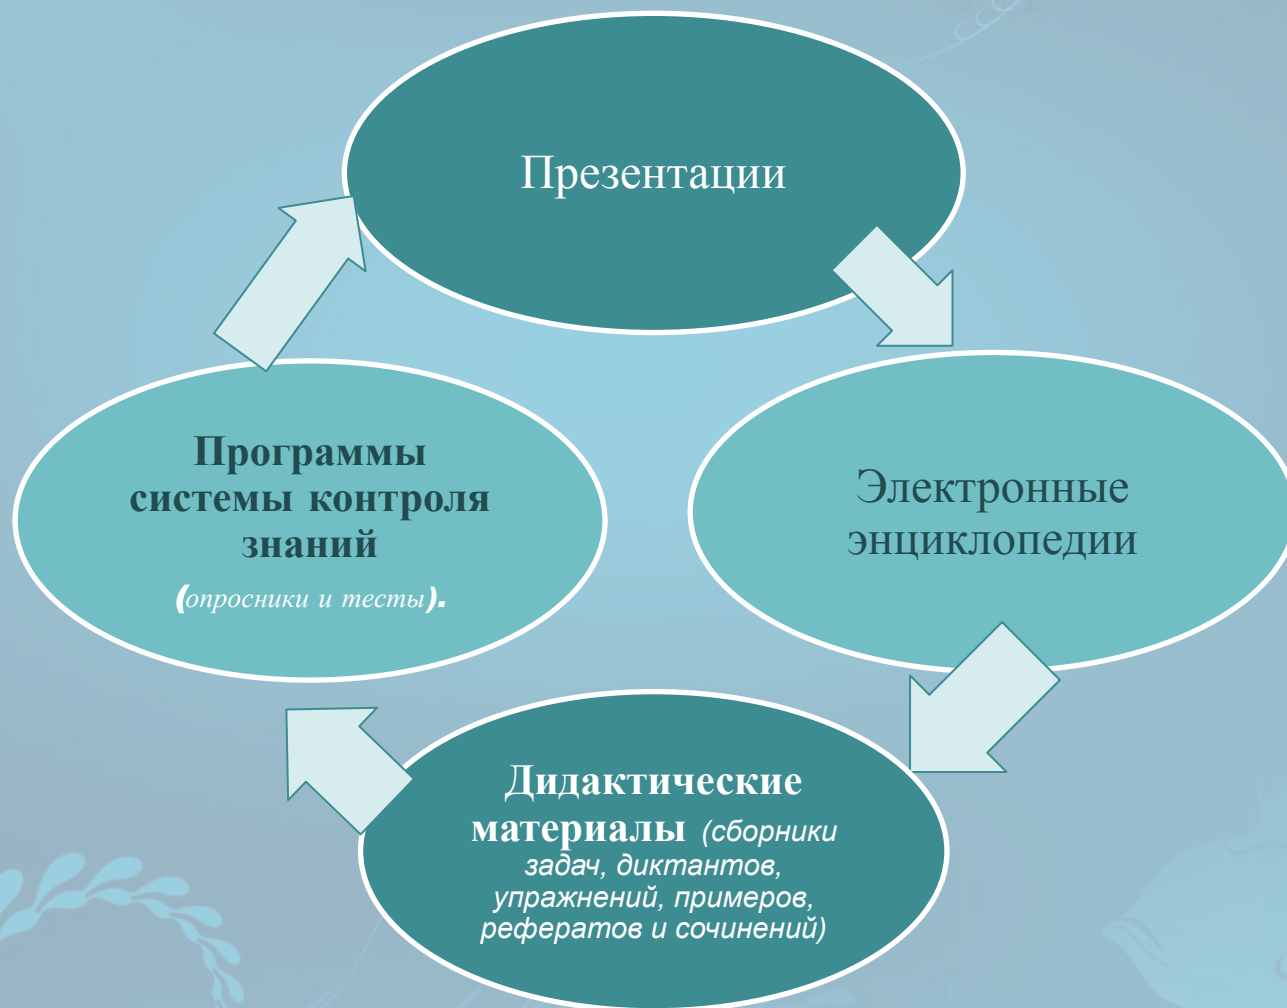 Презентации
Электронные
энциклопедии
Дидактические
материалы (сборники
задач, диктантов,
упражнений, примеров,
рефератов и сочинений)
Программы
системы контроля
знаний
(опросники и тесты).